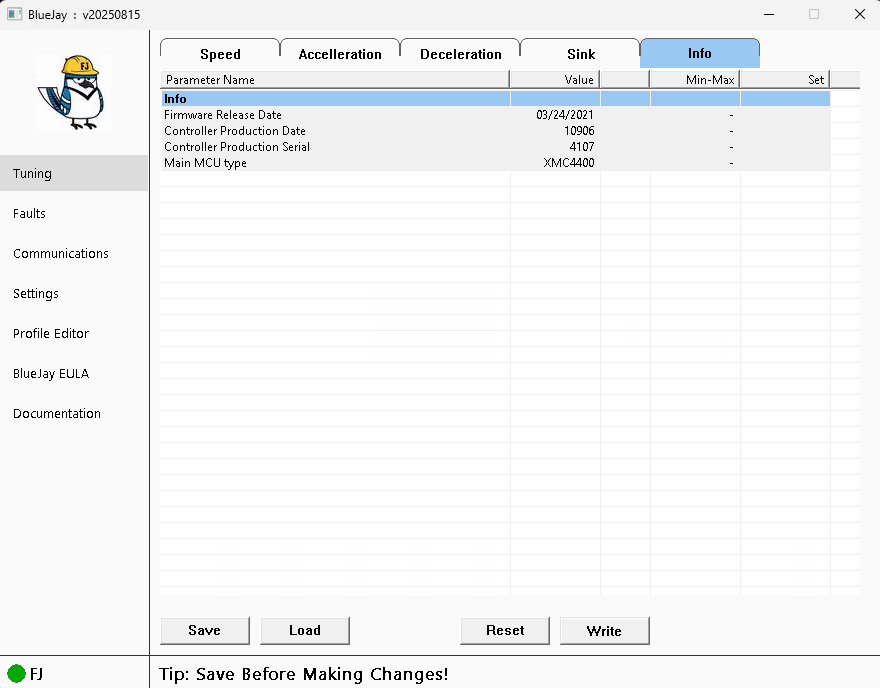 BlueJay : v20250815
FJ
Tuning
Faults
Communications
Settings
Profile Editor
BlueJay EULA
Documentation
Speed Accelleration Deceleration Sink Info
Parameter Name Value Min-Max Set
Info
Firmware Release Date 03/24/2021 -
Controller Production Date 10906 -
Controller Production Serial 4107 -
Main MCU type XMC4400 -
Save Load Reset Write
FJ Tip: Save Before Making Changes!